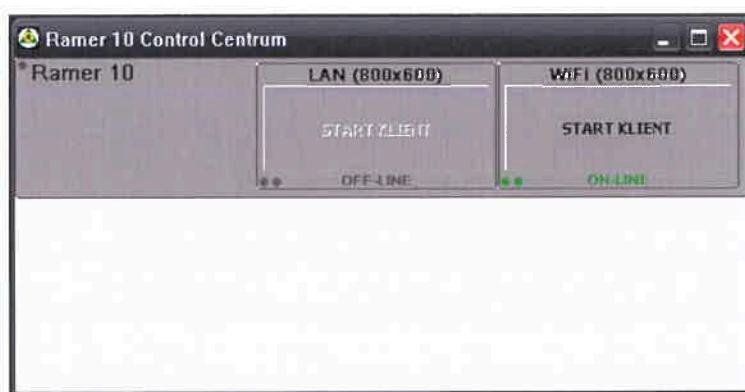 Ramer 10 Control Centrum
*Ramer 10
LAN (800x600)
START KLIENT
OFF-LINE
WiFi (800x600)
START KLIENT
ON-LINE